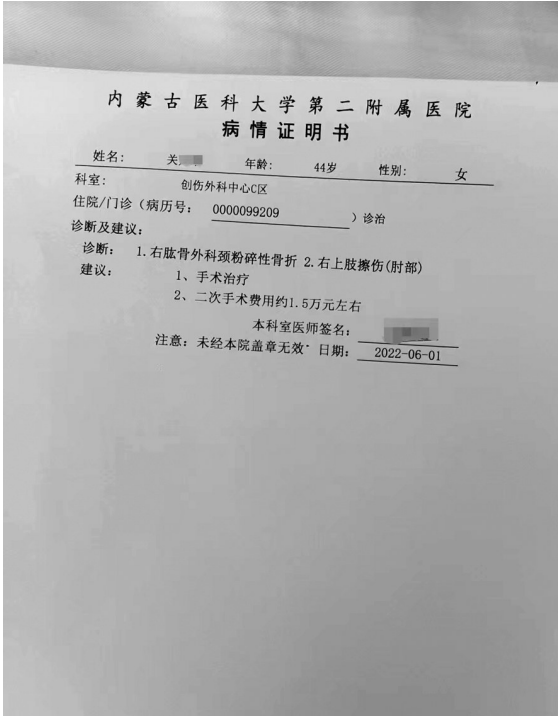 内蒙古医科大学第二附属医院
病情证明书
姓名： 关 年龄： 44岁 性别： 女
科室： 创伤外科中心C区
住院/门诊（病历号： 0000099209 ）诊治
诊断及建议：
诊断： 1.右肱骨外科颈粉碎性骨折 2.右上肢擦伤(肘部)
建议： 1、手术治疗
2、二次手术费用约1.5万元左右
本科室医师签名：
注意：未经本院盖章无效 日期： 2022-06-01